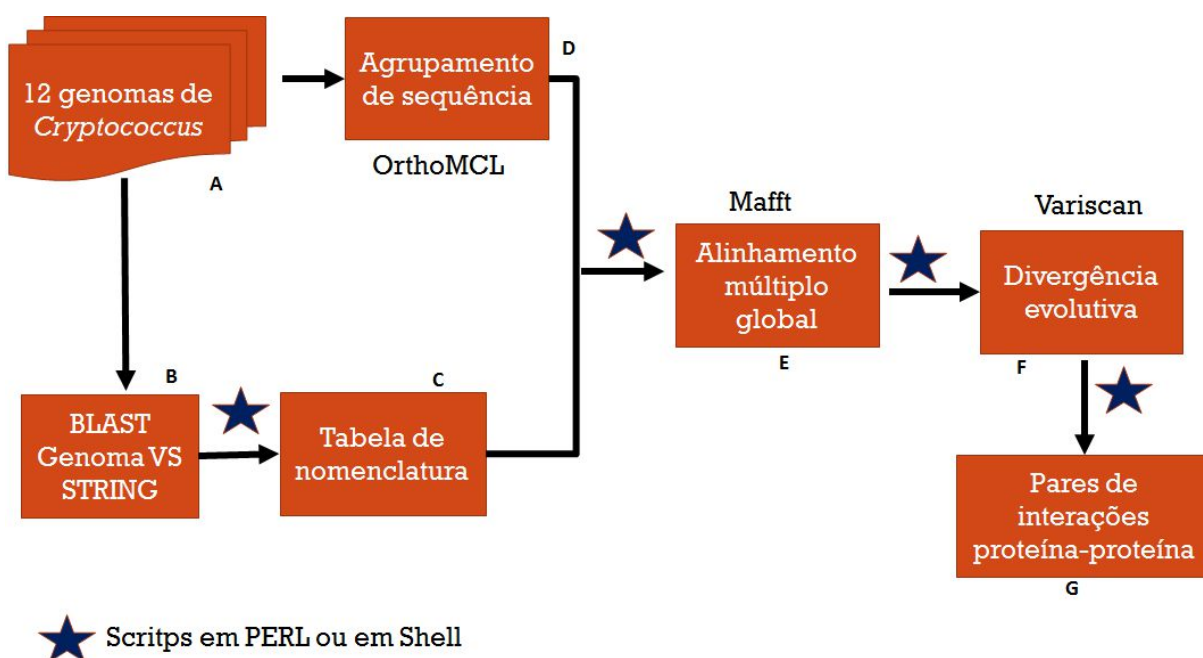 12 genomas de
Cryptococcus
A
Agrupamento
de sequência
D
OrthoMCL
B
BLAST
Genoma VS
STRING
C
Tabela de
nomenclatura
Mafft
Alinhamento
múltiplo
global
E
Variscan
Divergência
evolutiva
F
Pares de
interações
proteína-proteína
G
Scritps em PERL ou em Shell